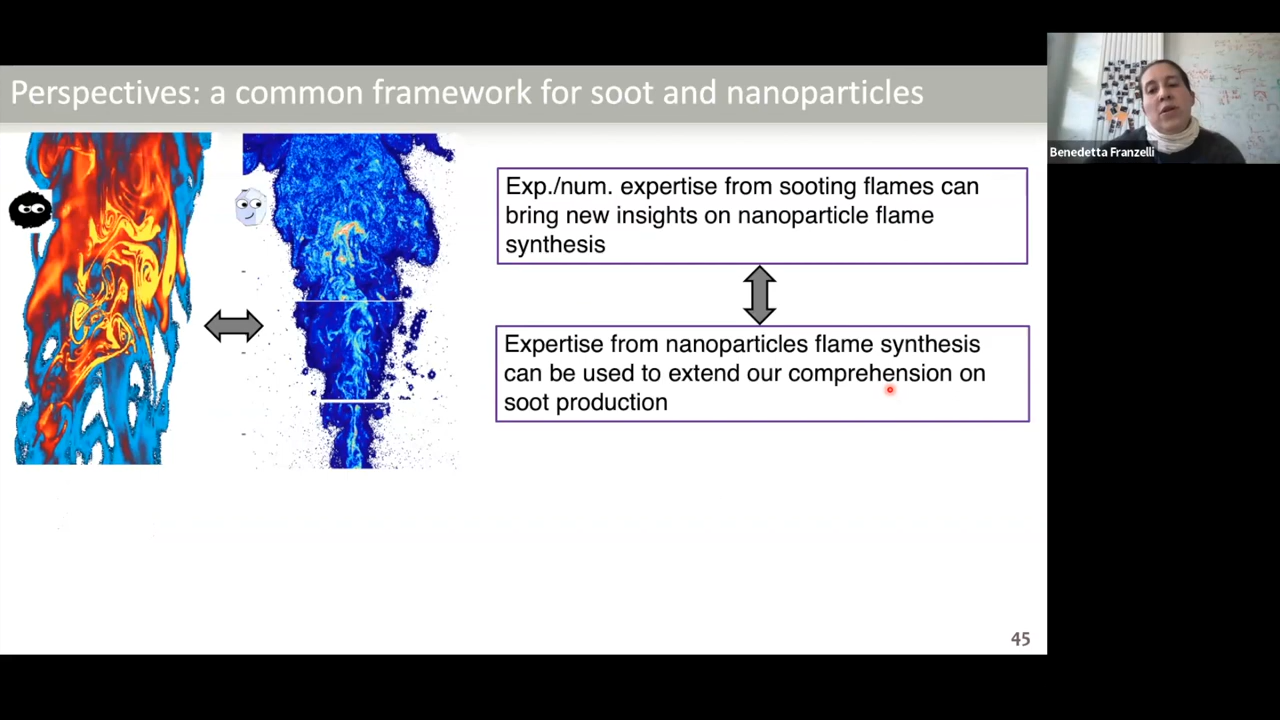 Perspectives: a common framework for soot and nanoparticles
Exp./num. expertise from sooting flames can
bring new insights on nanoparticle flame
synthesis
Expertise from nanoparticles flame synthesis
can be used to extend our comprehension on
soot production
45
Benedetta Franzelli